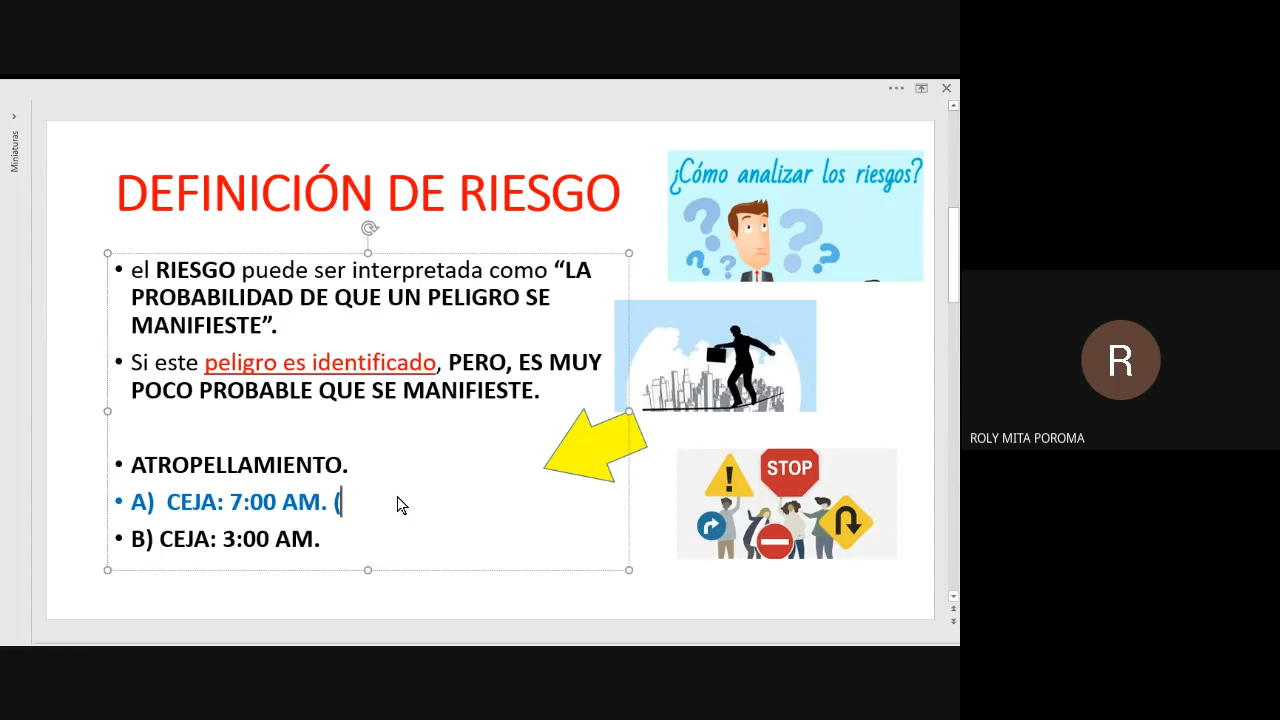 Miniaturas
DEFINICIÓN DE RIESGO
¿Cómo analizar los riesgos?
• el RIESGO puede ser interpretada como “LA
PROBABILIDAD DE QUE UN PELIGRO SE
MANIFIESTE”.
• Si este peligro es identificado, PERO, ES MUY
POCO PROBABLE QUE SE MANIFIESTE.
• ATROPELLAMIENTO.
• A) CEJA: 7:00 AM. (
• B) CEJA: 3:00 AM.
!
STOP
R
ROLY MITA POROMA